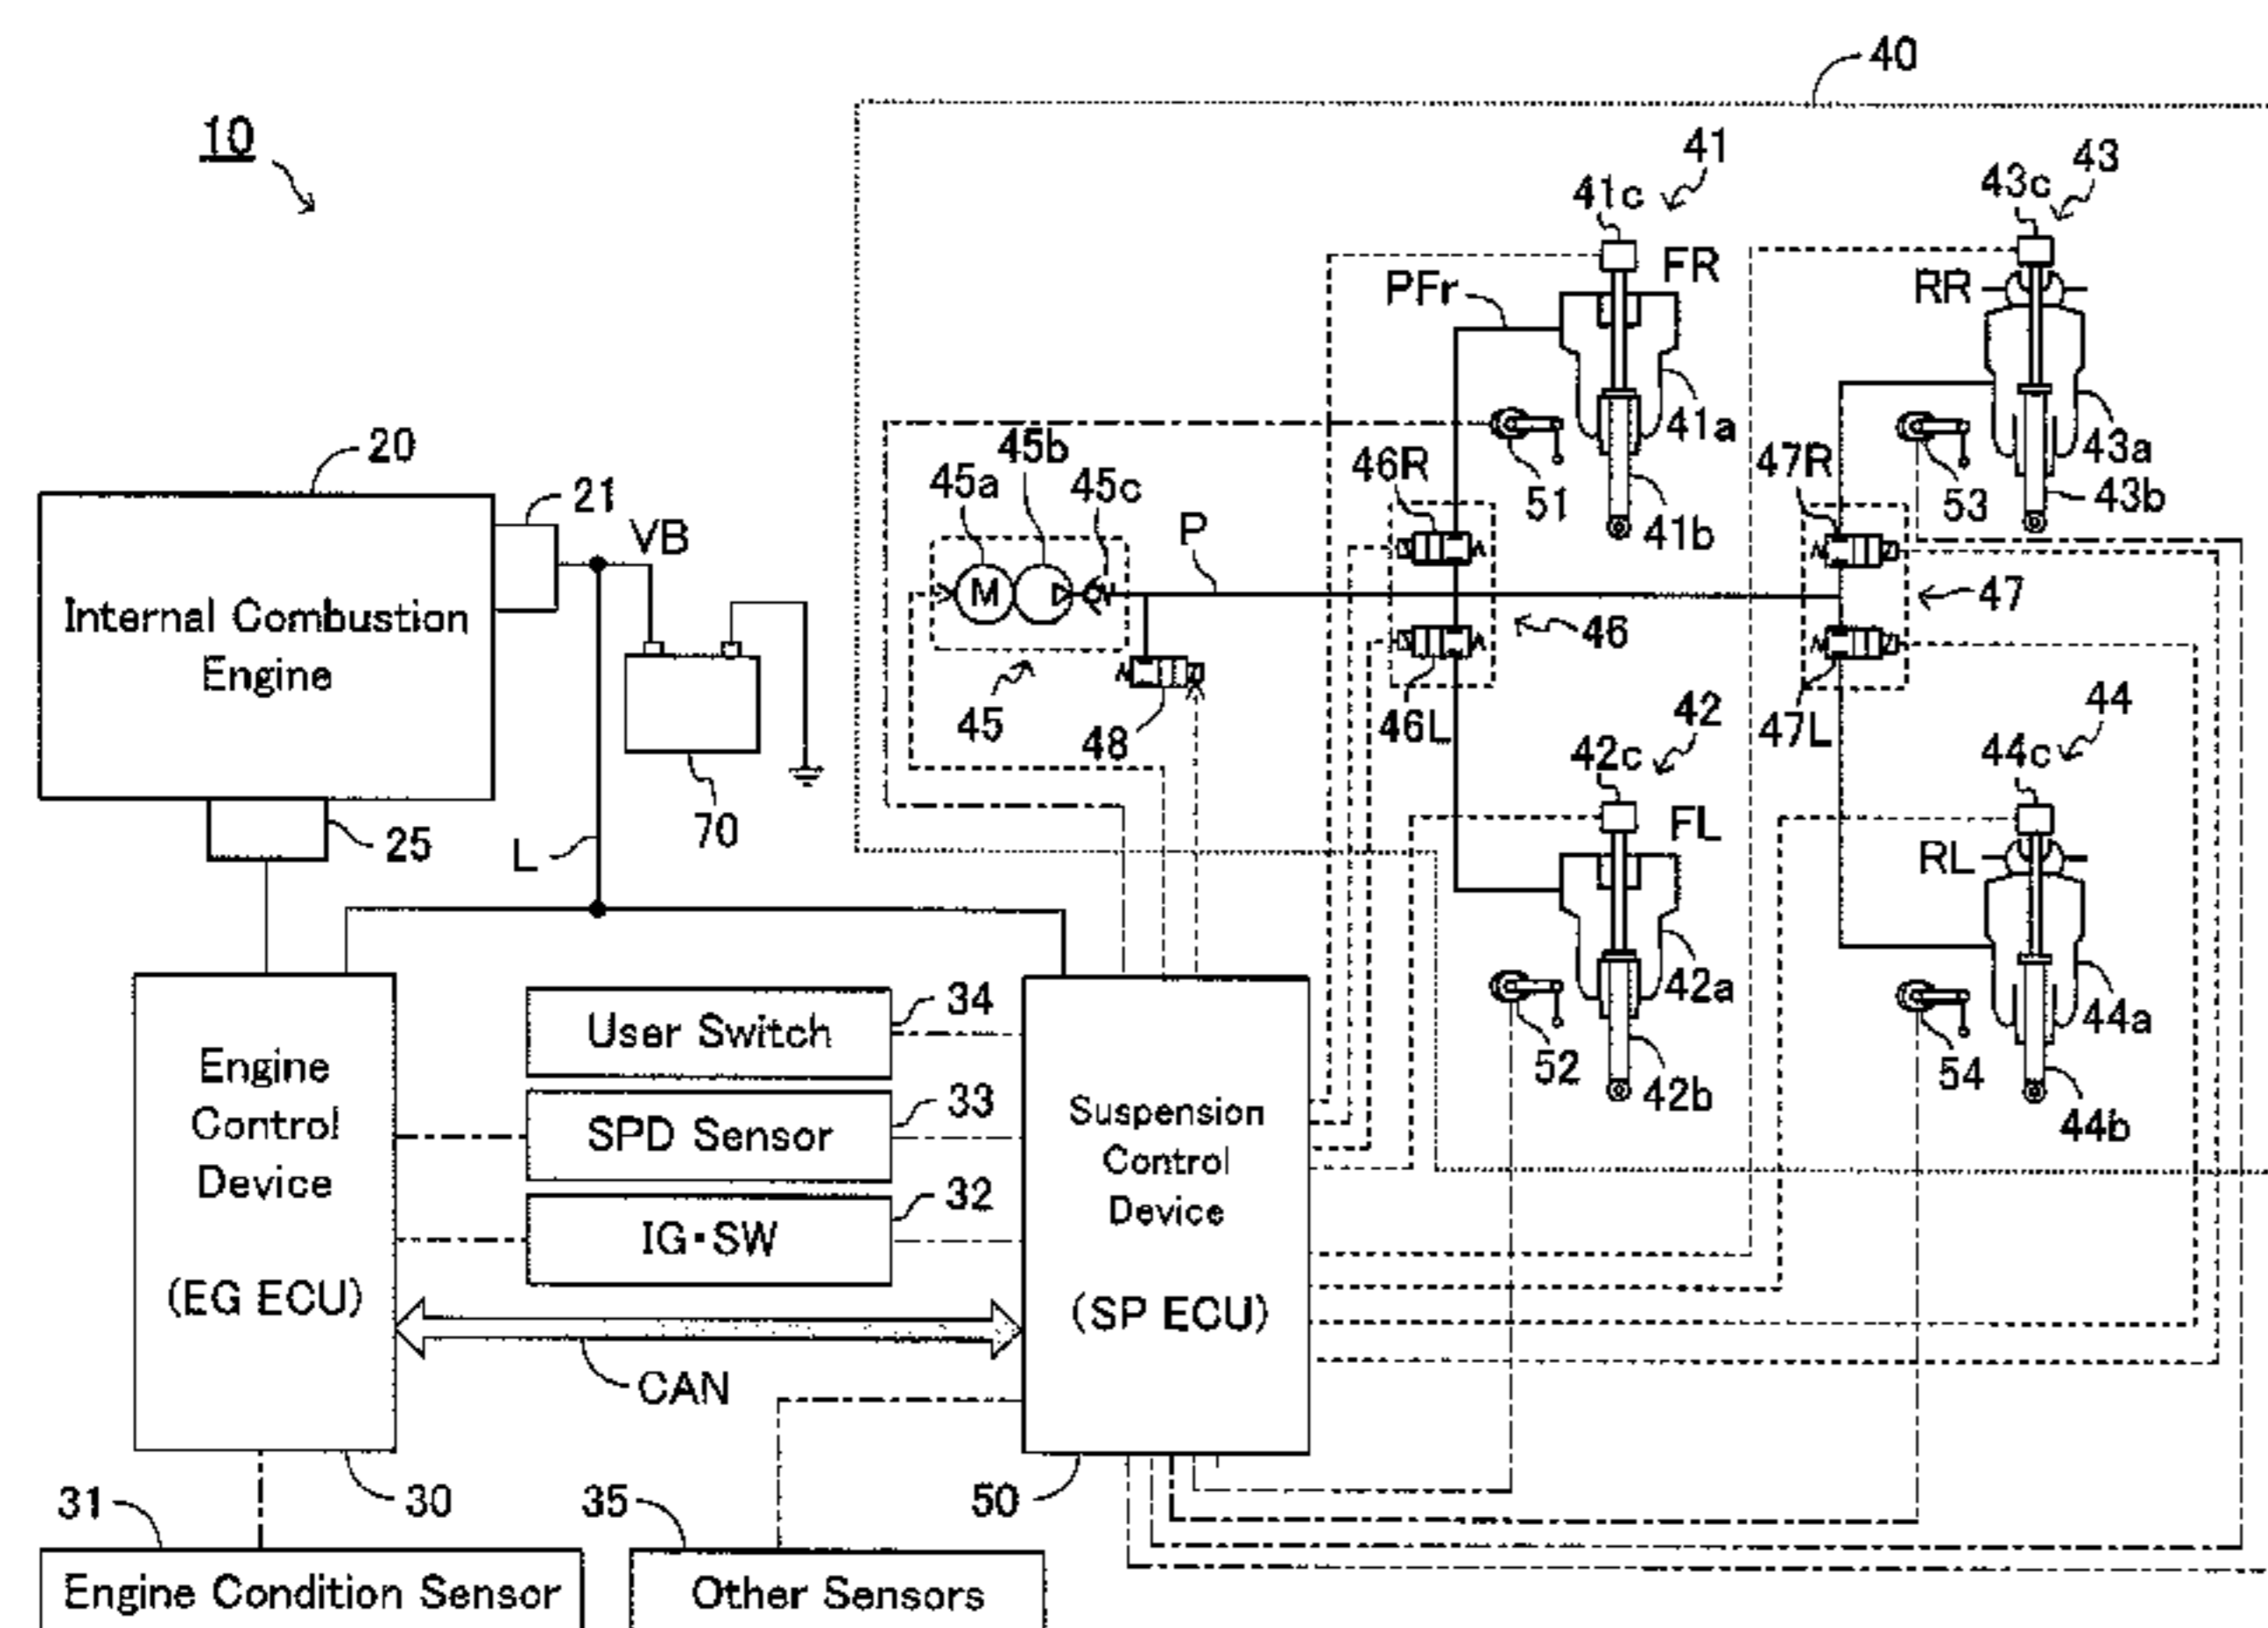 40
10
41
43
41c
43c
FR
PFr
RR
20
45b
41a
43a
21
45a
45c
46R
51
47R
53
43b
VB
P
41b
Internal Combustion
Engine
M
46
47
45
48
46L
42
47L
44
42c
44c
25
70
L
FL
RL
34
42a
44a
User Switch
52
54
Engine
Control
Device
33
42b
SPD Sensor
Suspension
Control
Device
44b
32
IG・SW
(EG ECU)
(SP ECU)
CAN
31
30
35
50
Engine Condition Sensor
Other Sensors